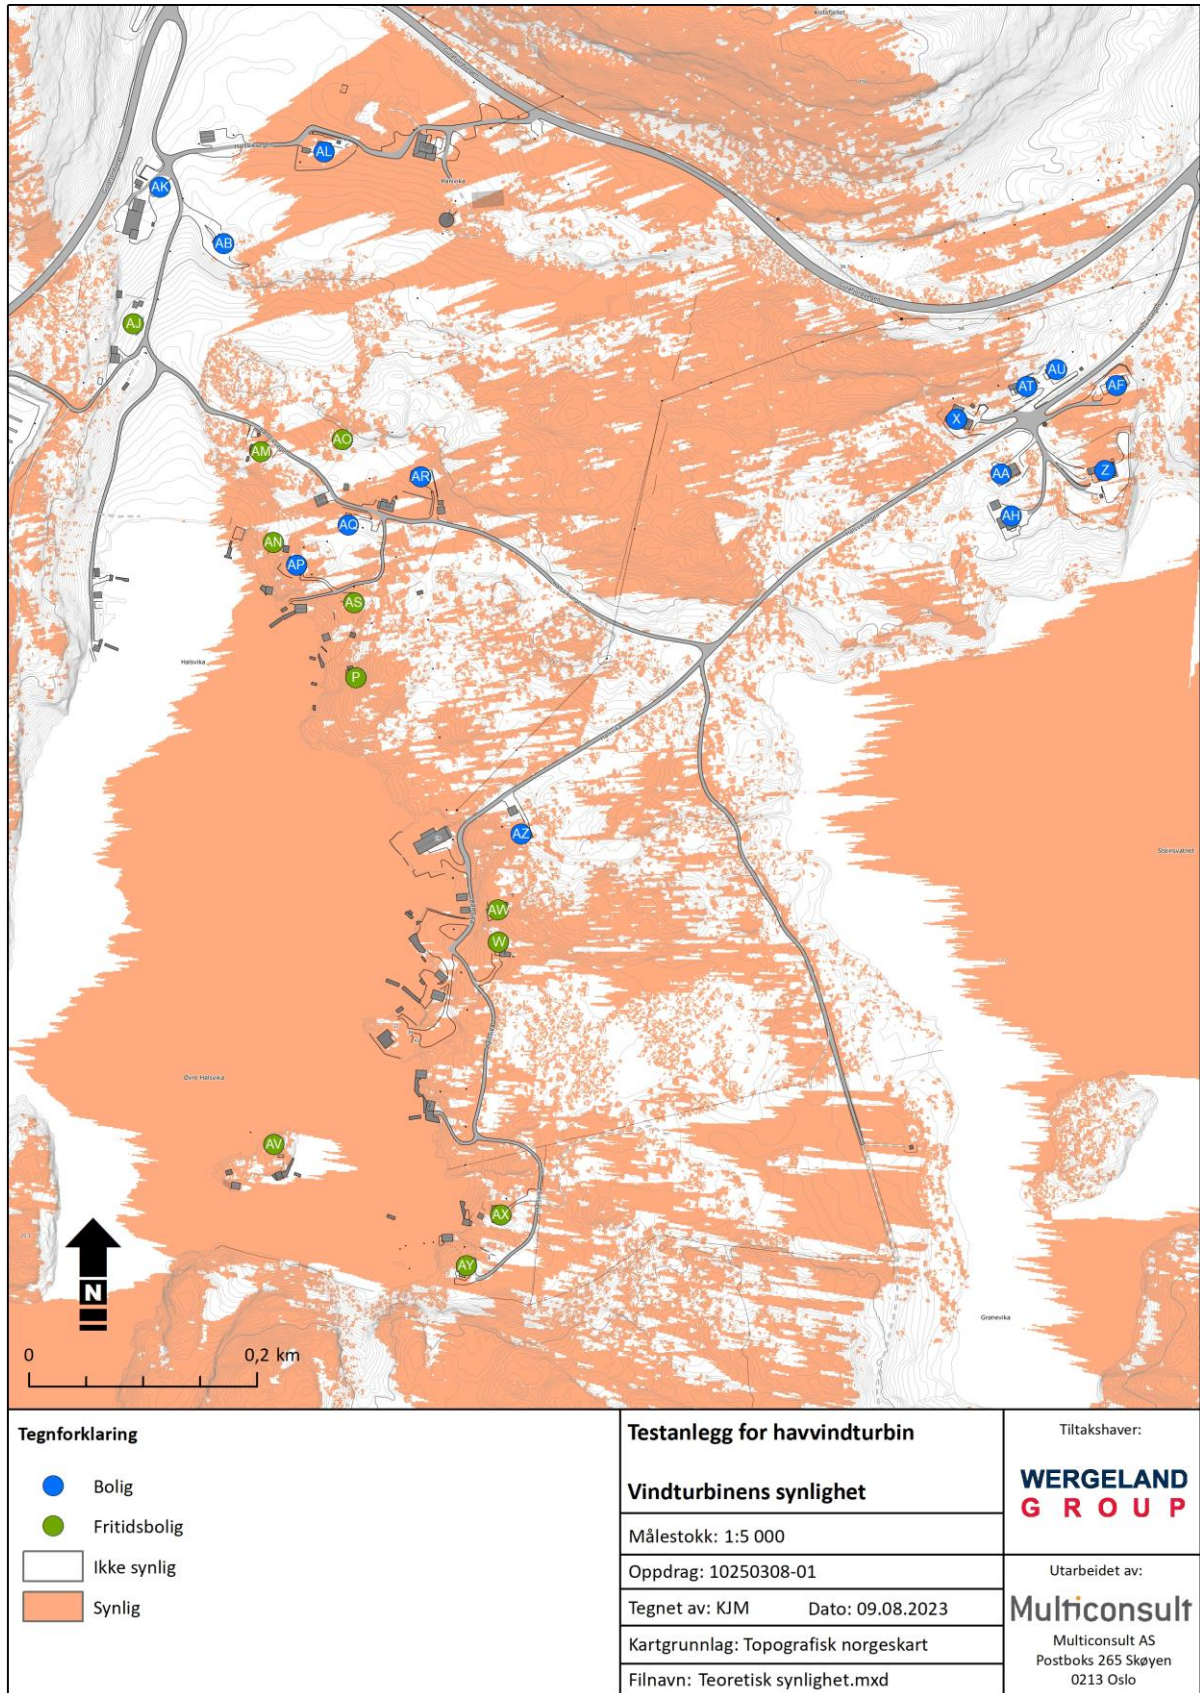 AL
AK
AB
AJ
Halsvika
AU
AT
AF
X
AO
AM
AR
AA
Z
AQ
AH
AN
AP
AS
Halsvika
P
AZ
Steinsvatnet
AW
W
Øvre Halsvika
AV
AX
AY
N
Grønevika
0 0,2 km
Tegnforklaring
Bolig
Fritidsbolig
Ikke synlig
Synlig
Testanlegg for havvindturbin
Vindturbinens synlighet
Målestokk: 1:5 000
Oppdrag: 10250308-01
Tegnet av: KJM Dato: 09.08.2023
Kartgrunnlag: Topografisk norgeskart
Filnavn: Teoretisk synlighet.mxd
Tiltakshaver:
WERGELAND
GROUP
Utarbeidet av:
Multiconsult
Multiconsult AS
Postboks 265 Skøyen
0213 Oslo